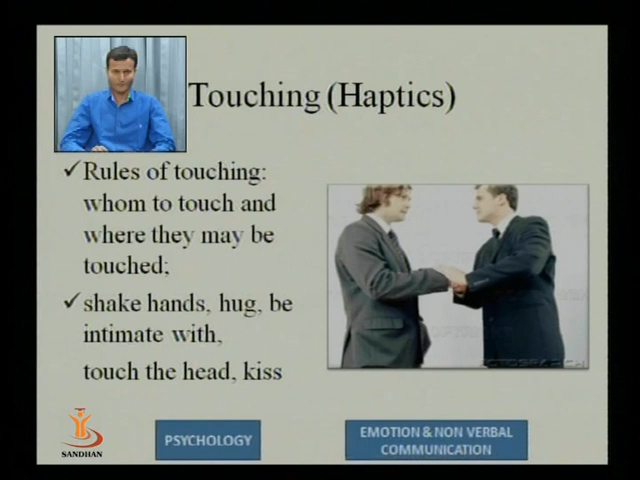 Touching (Haptics)
✓Rules of touching:
whom to touch and
where they may be
touched;
✓shake hands, hug, be
intimate with,
touch the head, kiss
SANDHAN
PSYCHOLOGY
EMOTION & NON VERBAL
COMMUNICATION